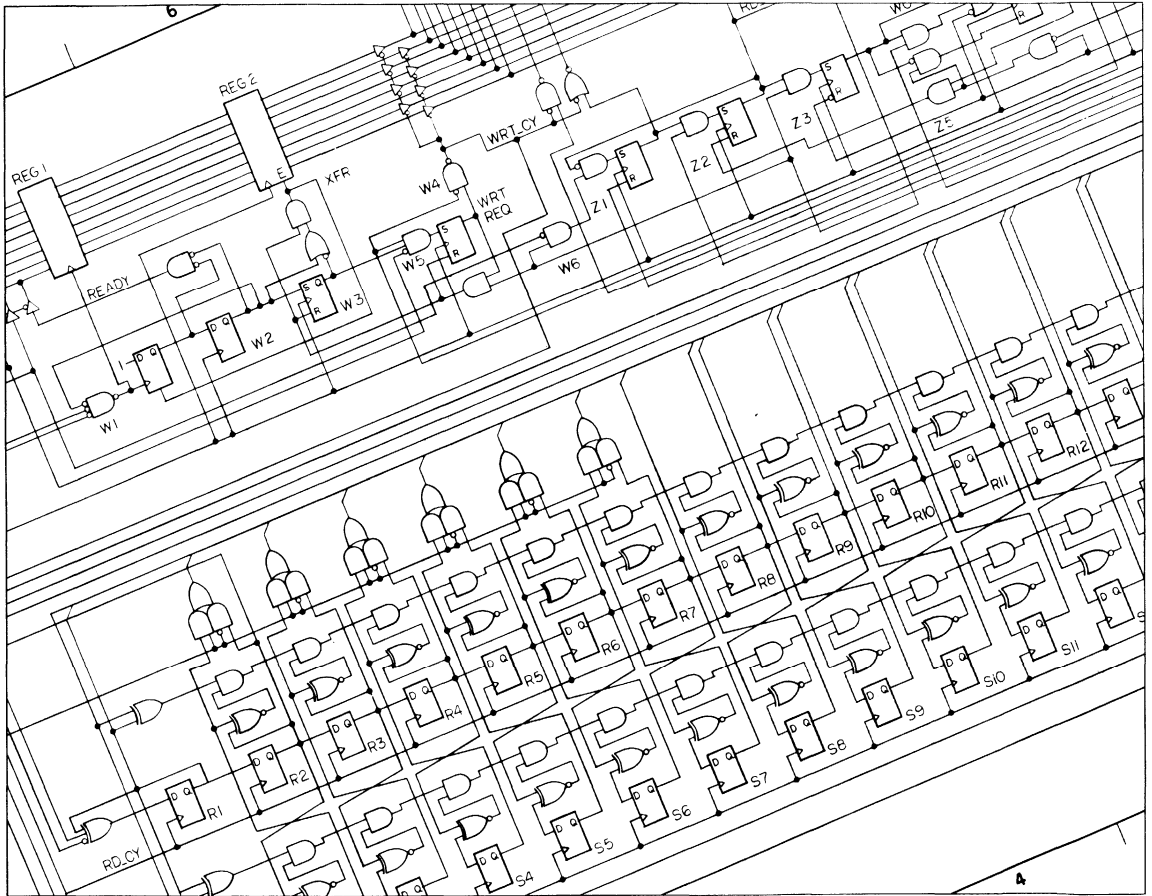 6
REG 1
REG 2
E
XFR
READY
W1
1
D Q
W2
D Q
W3
S
R
W4
WRT_CY
WRT
REQ
W5
S
R
W6
Z1
S
R
Z2
S
R
Z3
S
R
Z5
R
RD_CY
R1
D Q
R2
D Q
R3
D Q
R4
D Q
R5
D Q
R6
D Q
R7
D Q
R8
D Q
R9
D Q
R10
D Q
R11
D Q
R12
D Q
S4
D Q
S5
D Q
S6
D Q
S7
D Q
S8
D Q
S9
D Q
S10
D Q
S11
D Q
4